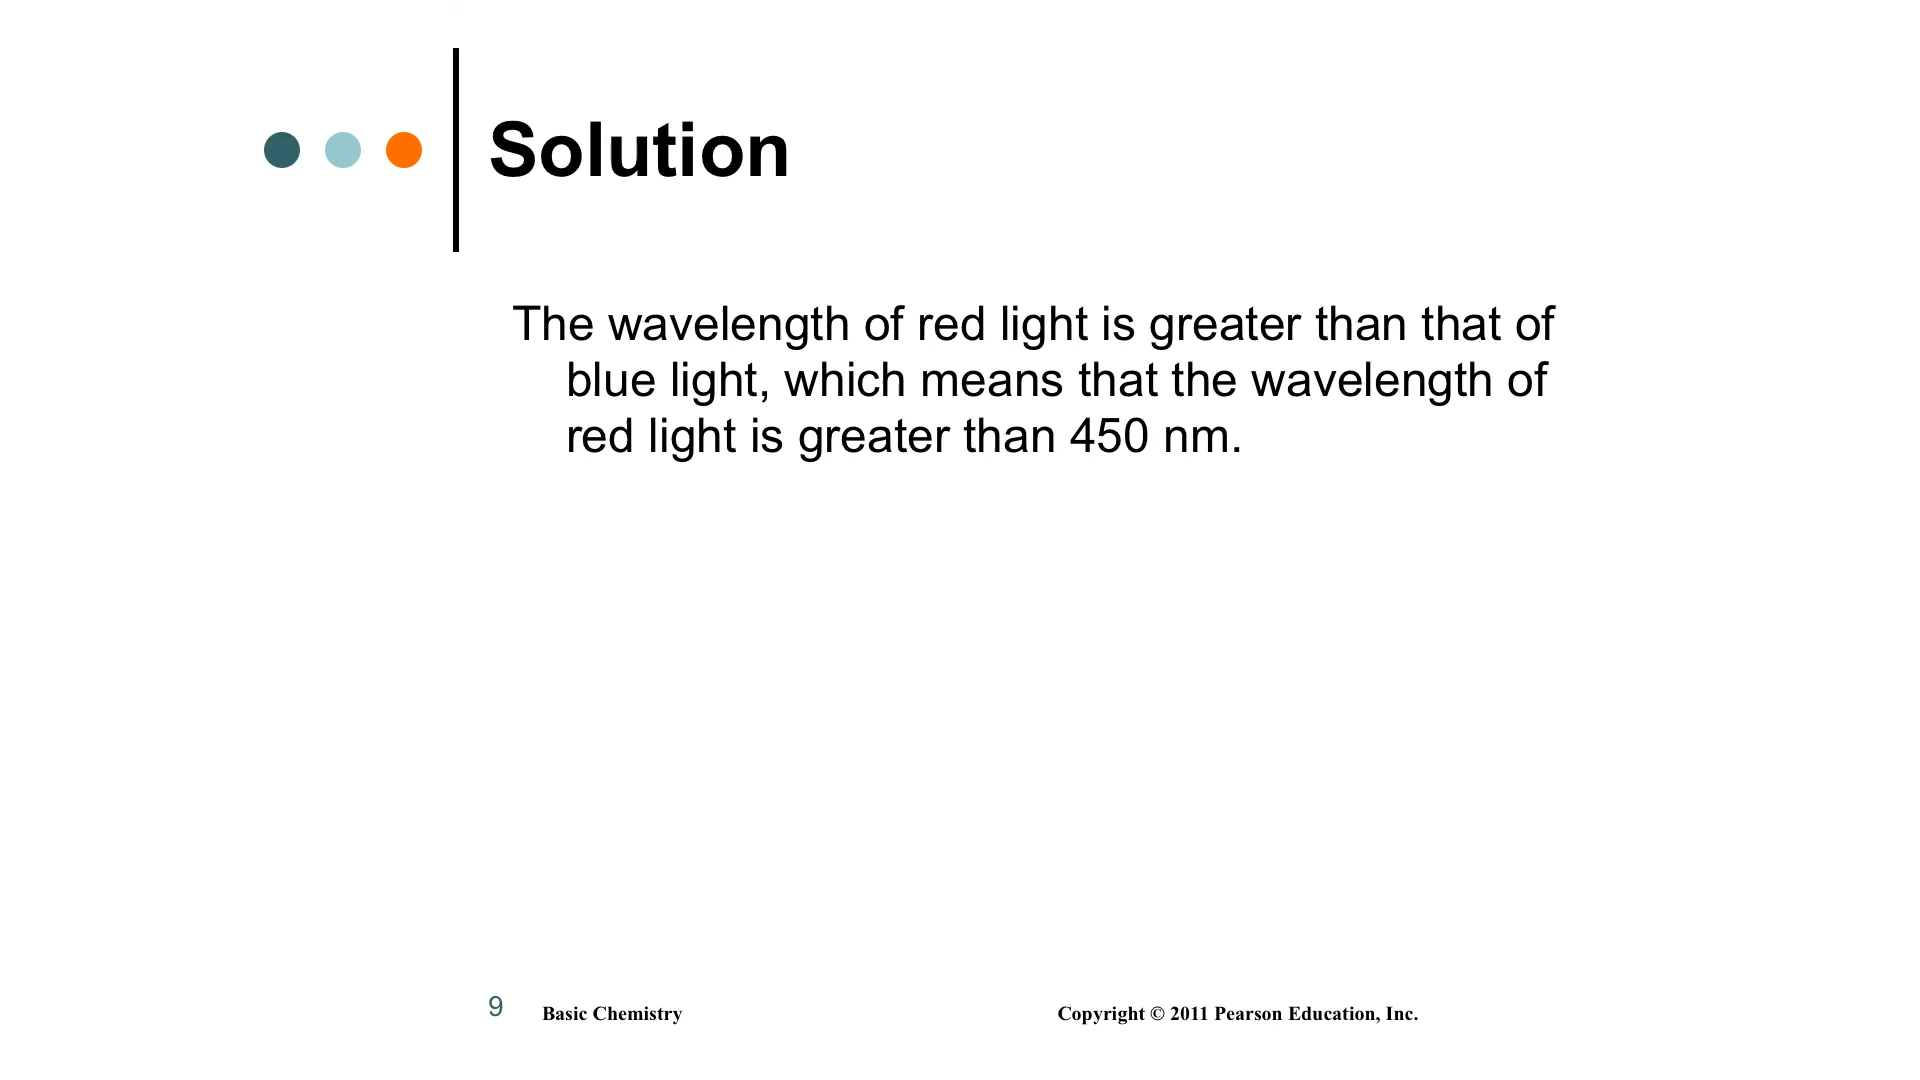 Solution
The wavelength of red light is greater than that of
blue light, which means that the wavelength of
red light is greater than 450 nm.
9 Basic Chemistry Copyright © 2011 Pearson Education, Inc.